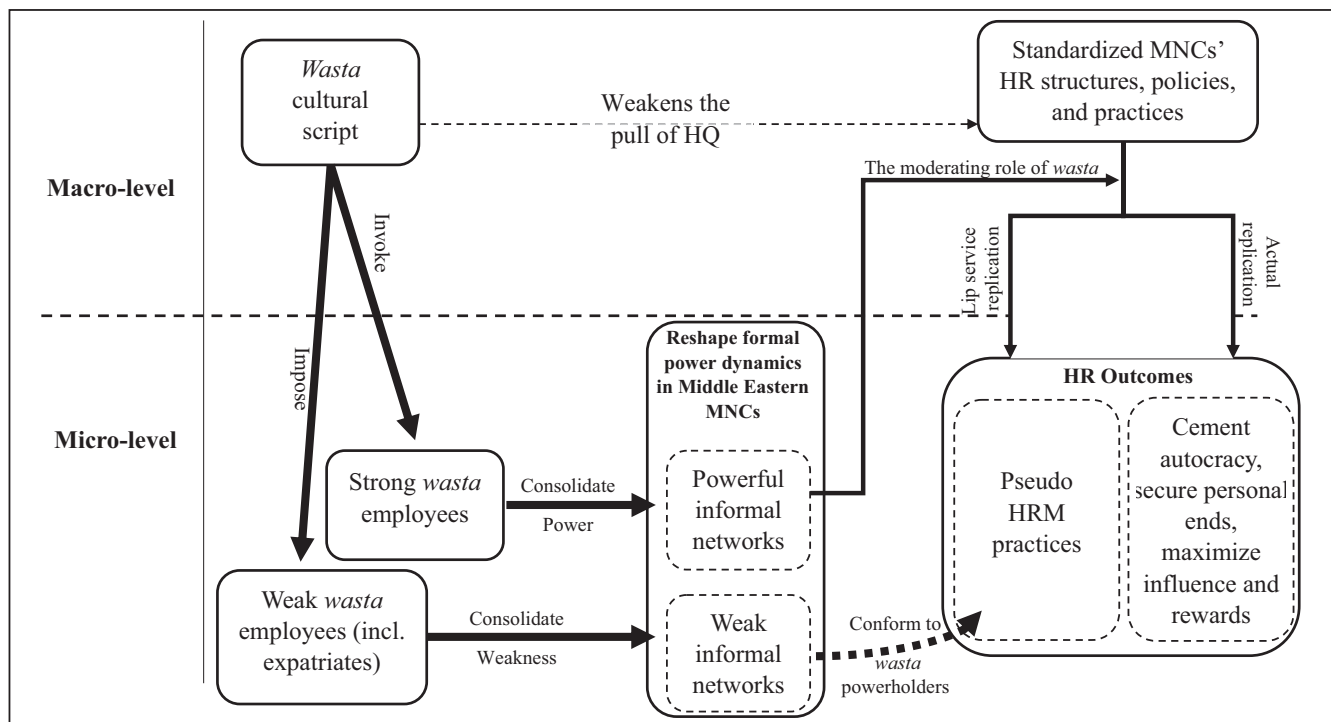 Wasta
cultural
script
Weakens the
pull of HQ
Standardized MNCs’
HR structures, policies,
and practices
Macro-level
The moderating role of wasta
Invoke
Lip service
replication
Actual
replication
Impose
Micro-level
Reshape formal
power dynamics
in Middle Eastern
MNCs
HR Outcomes
Strong wasta
employees
Consolidate
Power
Powerful
informal
networks
Pseudo
HRM
practices
Cement
autocracy,
secure personal
ends,
maximize
influence and
rewards
Weak wasta
employees (incl.
expatriates)
Consolidate
Weakness
Weak
informal
networks
Conform to
wasta
powerholders